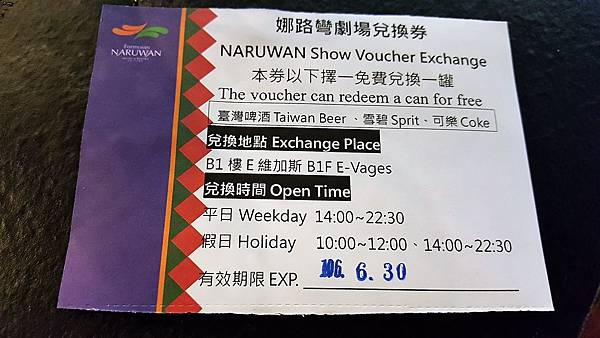 Formosan
NARUWAN
娜路彎劇場兌換券
NARUWAN Show Voucher Exchange
本券以下擇一免費兌換一罐
The voucher can redeem a can for free
臺灣啤酒 Taiwan Beer 、雪碧 Sprit、可樂 Coke
兌換地點 Exchange Place
B1 樓 E 維加斯 B1F E-Vages
兌換時間 Open Time
平日 Weekday 14:00~22:30
假日 Holiday 10:00~12:00、14:00~22:30
有效期限 EXP. 106. 6.30